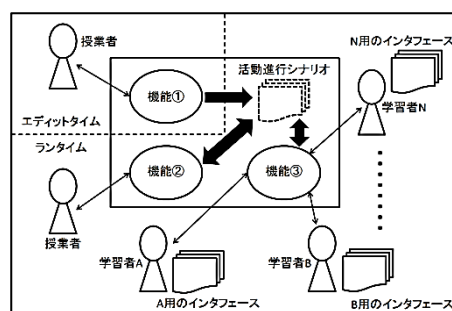 授業者
N用のインタフェース
活動進行シナリオ
機能①
学習者N
エディットタイム
ランタイム
機能②
機能③
授業者
学習者A
学習者B
A用のインタフェース
B用のインタフェース